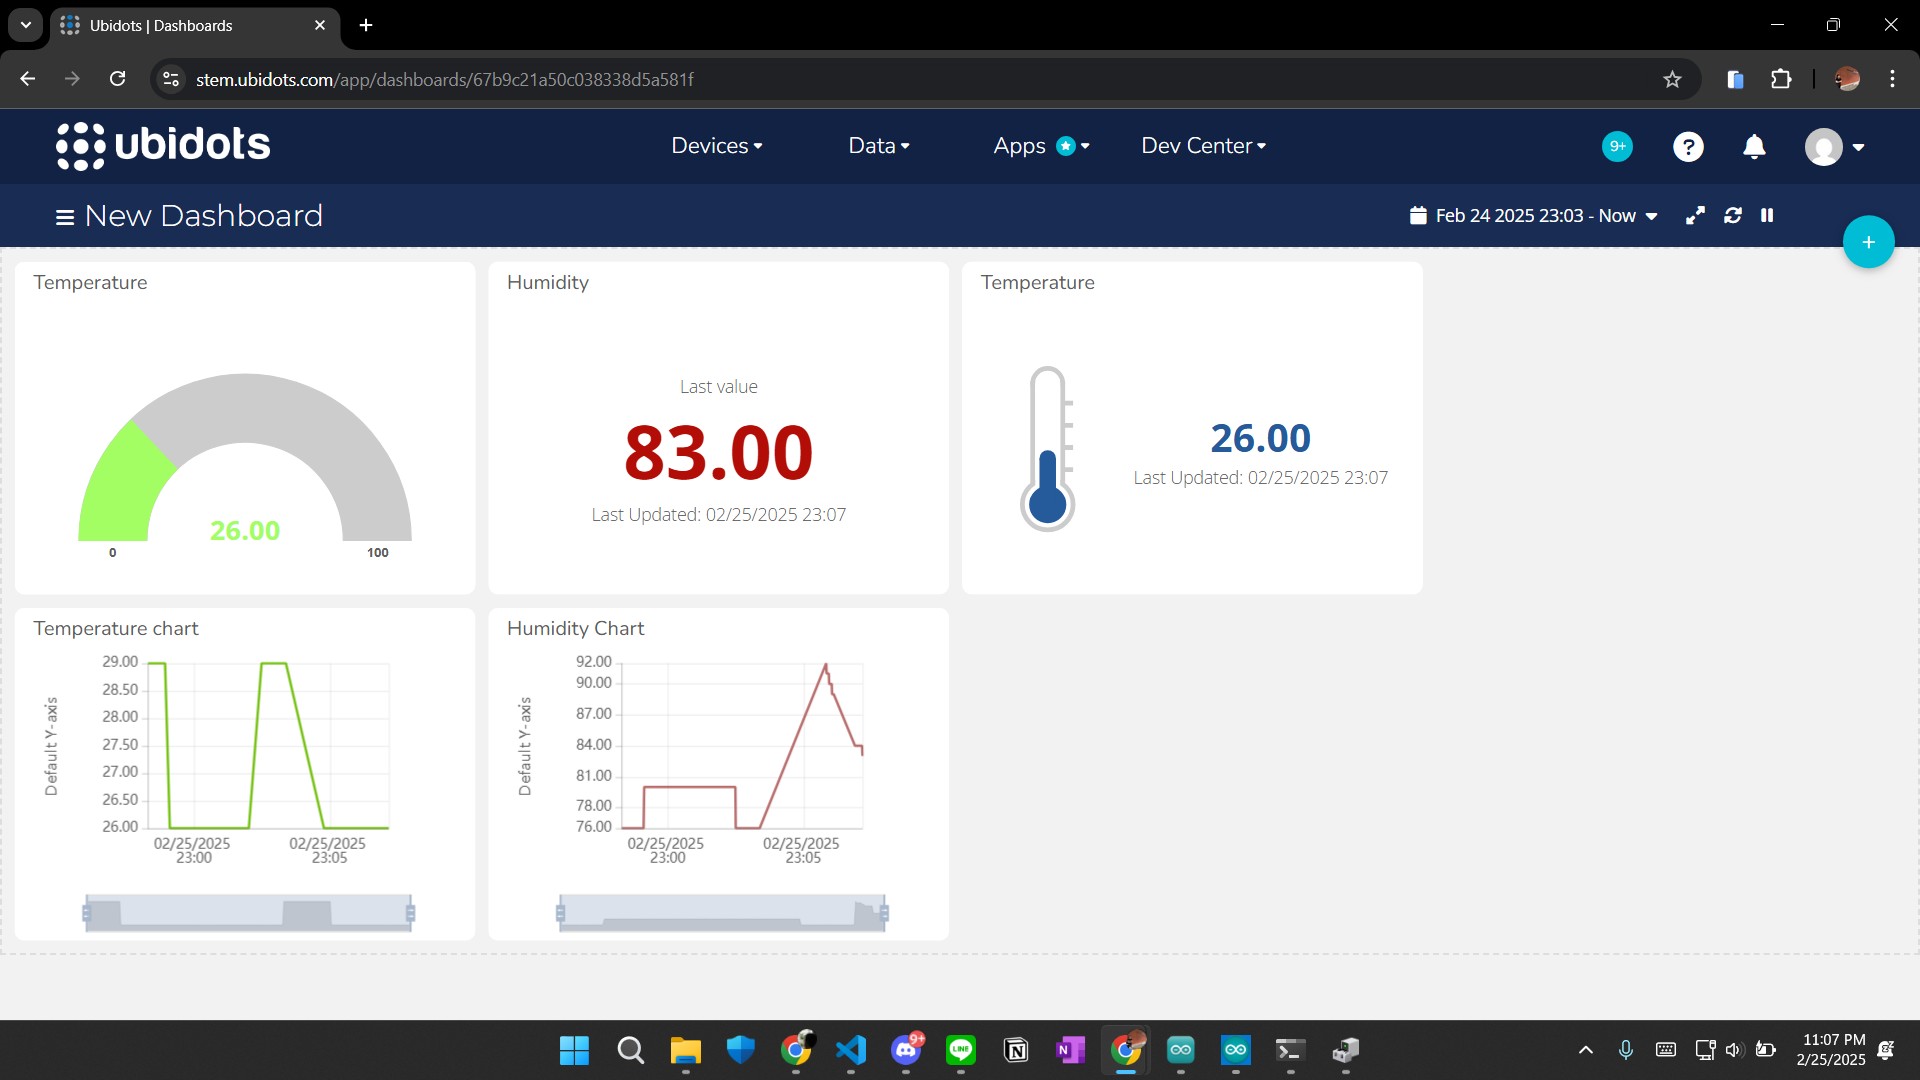 Ubidots | Dashboards
stem.ubidots.com/app/dashboards/67b9c21a50c038338d5a581f
ubidots
Devices
Data
Apps
Dev Center
9+
?
New Dashboard
Feb 24 2025 23:03 - Now
+
Temperature
26.00
0
100
Humidity
Last value
83.00
Last Updated: 02/25/2025 23:07
Temperature
26.00
Last Updated: 02/25/2025 23:07
Temperature chart
Default Y-axis
29.00
28.50
28.00
27.50
27.00
26.50
26.00
02/25/2025
23:00
02/25/2025
23:05
Humidity Chart
Default Y-axis
92.00
90.00
87.00
84.00
81.00
78.00
76.00
02/25/2025
23:00
02/25/2025
23:05
9+
LINE
N
N
11:07 PM
2/25/2025